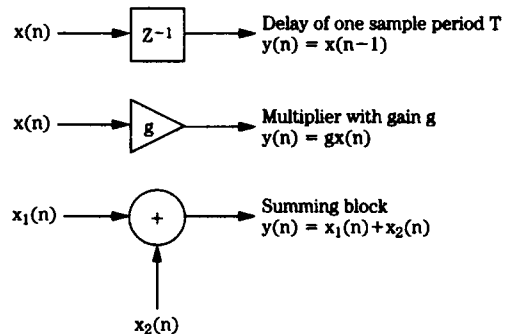 x(n)
Z⁻¹
Delay of one sample period T
y(n) = x(n−1)
x(n)
g
Multiplier with gain g
y(n) = gx(n)
x₁(n)
+
Summing block
y(n) = x₁(n)+x₂(n)
x₂(n)